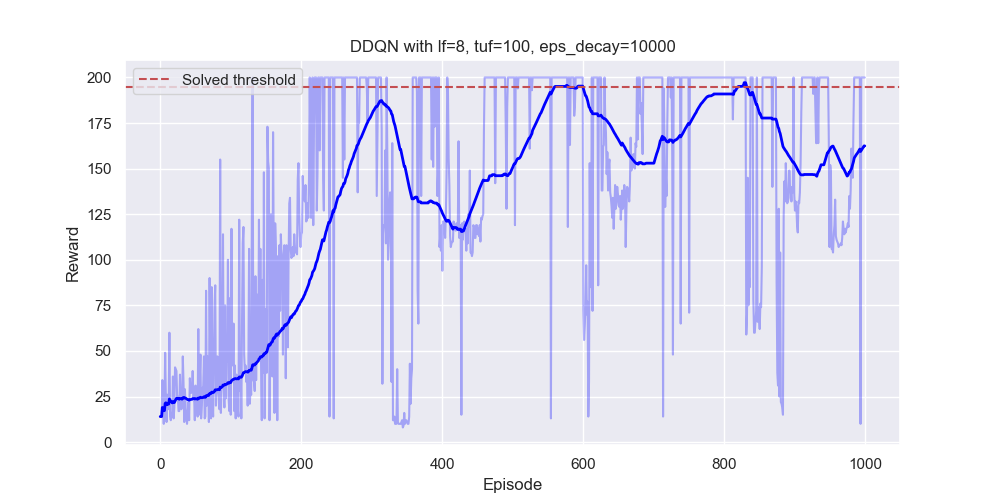 DDQN with lf=8, tuf=100, eps_decay=10000
Solved threshold
200
175
150
125
100
75
50
25
0
Reward
0 200 400 600 800 1000
Episode